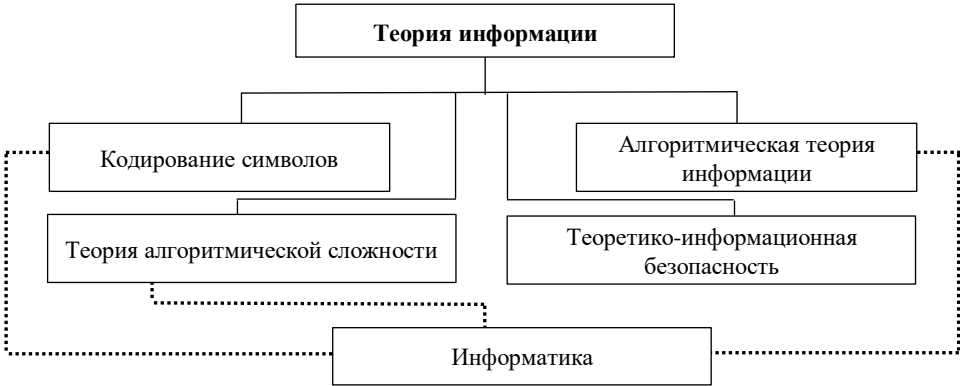 Теория информации
Кодирование символов
Алгоритмическая теория
информации
Теория алгоритмической сложности
Теоретико-информационная
безопасность
Информатика